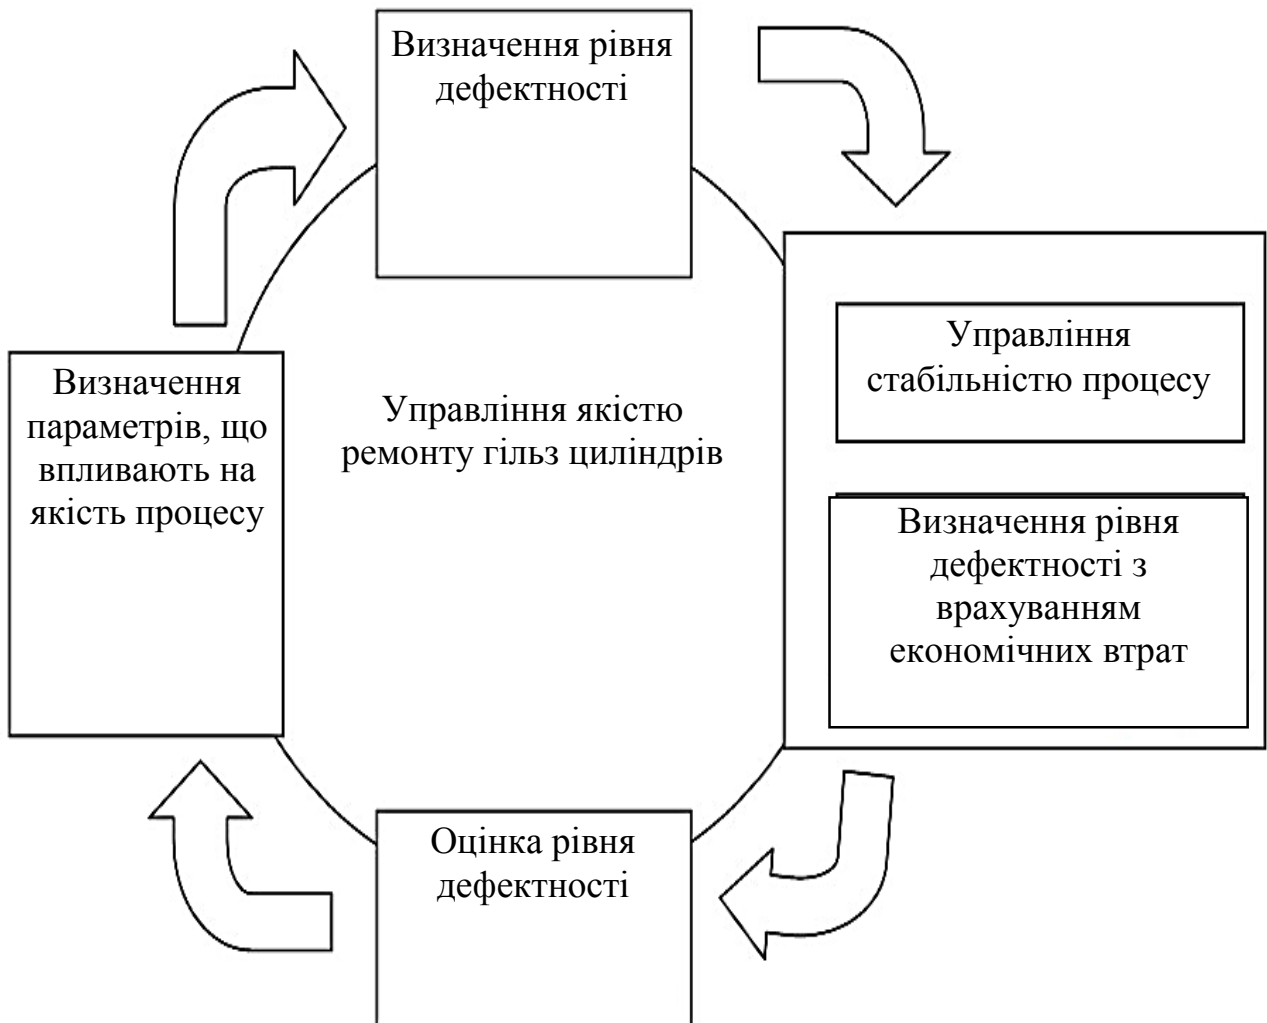 Визначення рівня
дефектності
Управління
стабільністю процесу
Визначення
параметрів, що
впливають на
якість процесу
Управління якістю
ремонту гільз циліндрів
Визначення рівня
дефектності з
врахуванням
економічних втрат
Оцінка рівня
дефектності